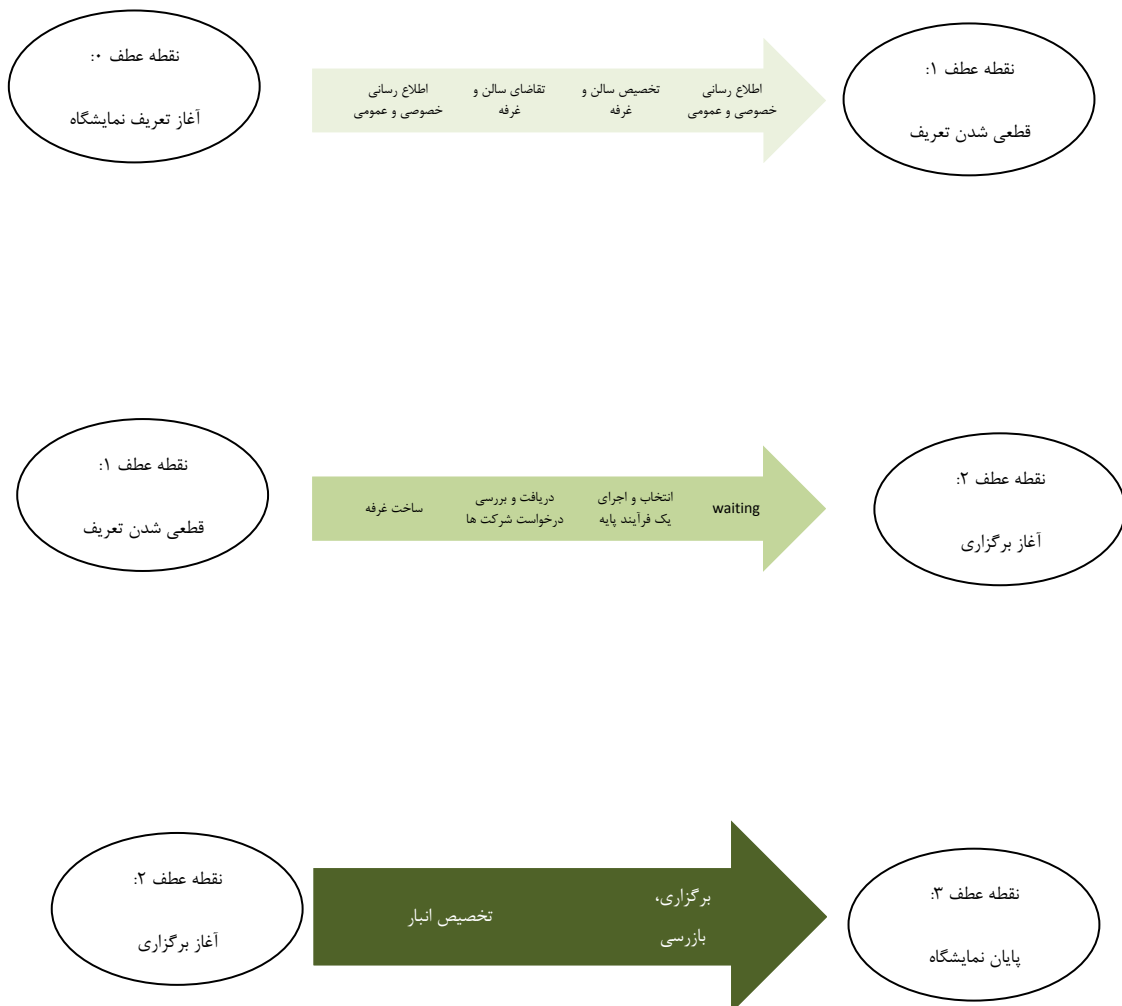 نقطه عطف ۰:
آغاز تعریف نمایشگاه
اطلاع رسانی
خصوصی و عمومی
تقاضای سالن و
غرفه
تخصیص سالن و
غرفه
اطلاع رسانی
خصوصی و عمومی
نقطه عطف ۱:
قطعی شدن تعریف
نقطه عطف ۱:
قطعی شدن تعریف
ساخت غرفه
دریافت و بررسی
درخواست شرکت ها
انتخاب و اجرای
یک فرآیند پایه
waiting
نقطه عطف ۲:
آغاز برگزاری
نقطه عطف ۲:
آغاز برگزاری
تخصیص انبار
برگزاری،
بازرسی
نقطه عطف ۳:
پایان نمایشگاه